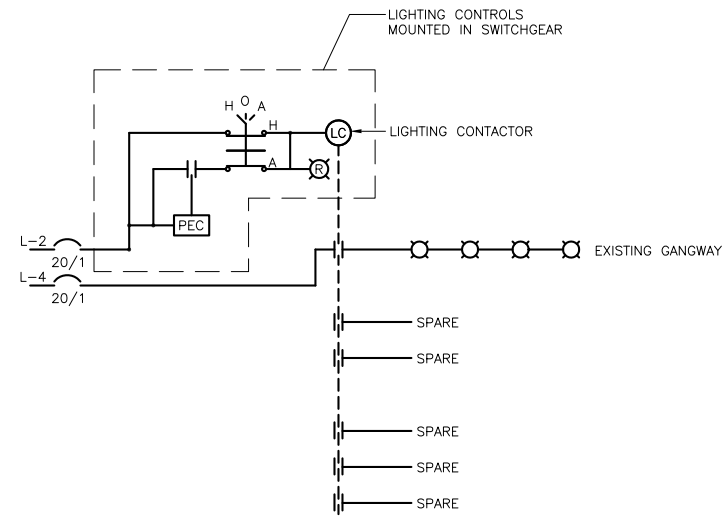 LIGHTING CONTROLS
MOUNTED IN SWITCHGEAR
H O A
H
LC
LIGHTING CONTACTOR
A
R
PEC
L-2
20/1
EXISTING GANGWAY
L-4
20/1
SPARE
SPARE
SPARE
SPARE
SPARE